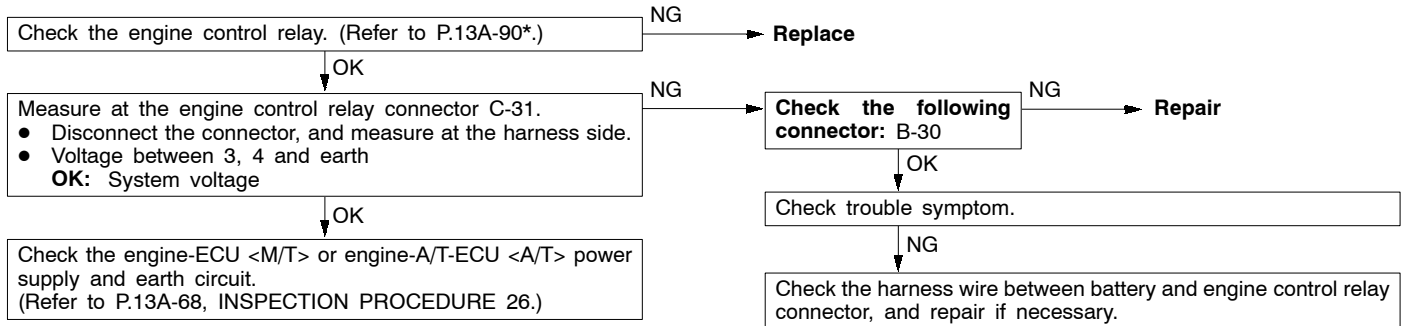 Check the engine control relay. (Refer to P.13A-90*.)
NG
Replace
OK
Measure at the engine control relay connector C-31.
● Disconnect the connector, and measure at the harness side.
● Voltage between 3, 4 and earth
OK: System voltage
NG
Check the following
connector: B-30
NG
Repair
OK
Check trouble symptom.
NG
Check the harness wire between battery and engine control relay
connector, and repair if necessary.
OK
Check the engine-ECU <M/T> or engine-A/T-ECU <A/T> power
supply and earth circuit.
(Refer to P.13A-68, INSPECTION PROCEDURE 26.)